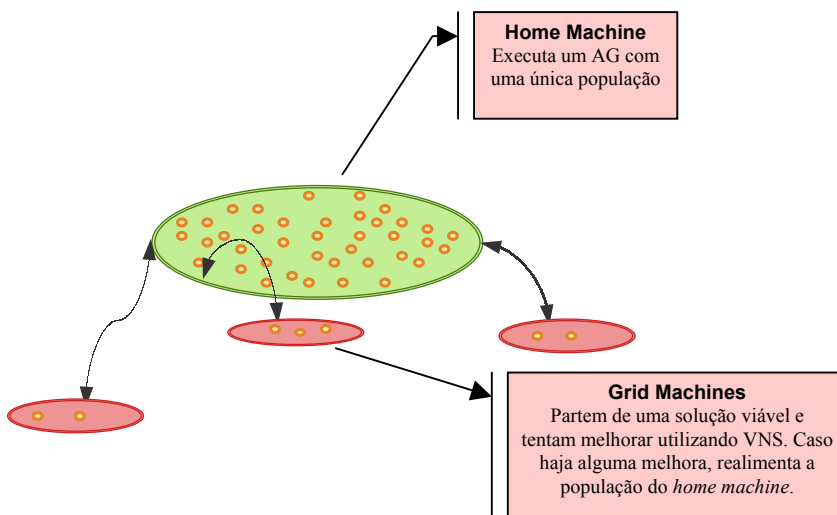 Home Machine
Executa um AG com
uma única população
Grid Machines
Partem de uma solução viável e
tentam melhorar utilizando VNS. Caso
haja alguma melhora, realimenta a
população do home machine.